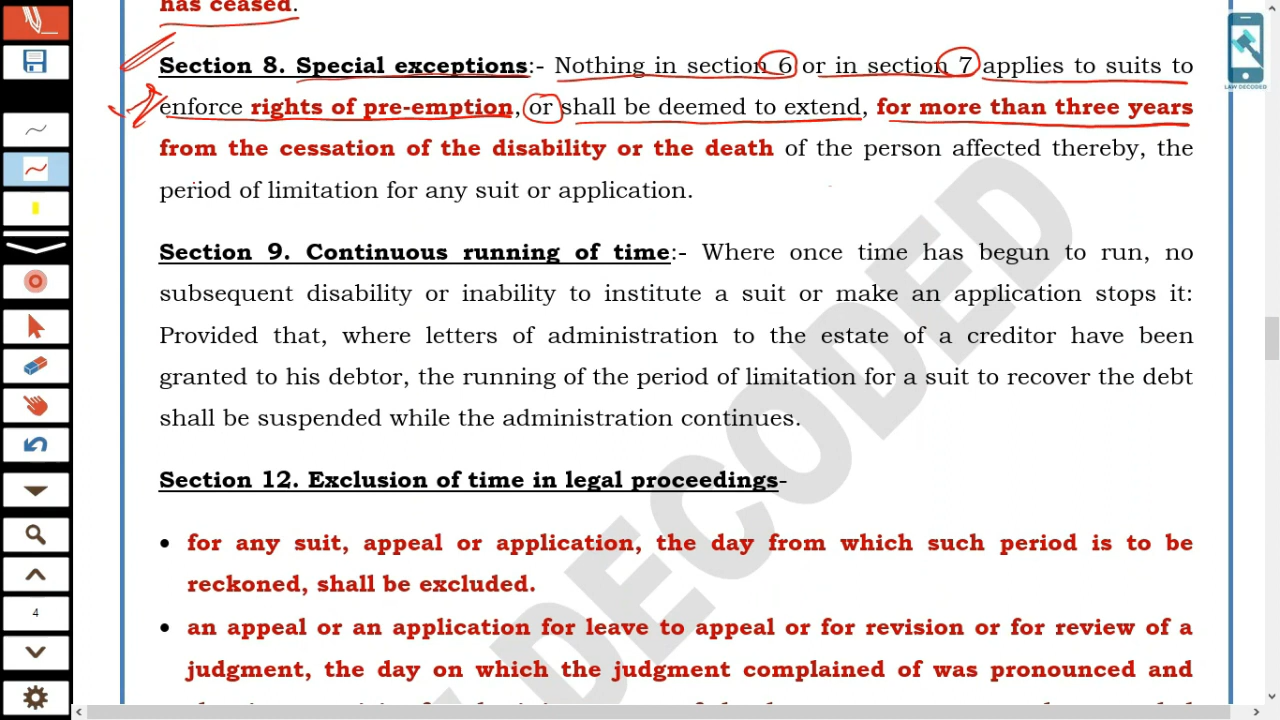 has ceased.
LAW DECODED
Section 8. Special exceptions:- Nothing in section 6 or in section 7 applies to suits to
enforce rights of pre-emption, or shall be deemed to extend, for more than three years
from the cessation of the disability or the death of the person affected thereby, the
period of limitation for any suit or application.
Section 9. Continuous running of time:- Where once time has begun to run, no
subsequent disability or inability to institute a suit or make an application stops it:
Provided that, where letters of administration to the estate of a creditor have been
granted to his debtor, the running of the period of limitation for a suit to recover the debt
shall be suspended while the administration continues.
Section 12. Exclusion of time in legal proceedings-
• for any suit, appeal or application, the day from which such period is to be
reckoned, shall be excluded.
• an appeal or an application for leave to appeal or for revision or for review of a
judgment, the day on which the judgment complained of was pronounced and
DECODED
4